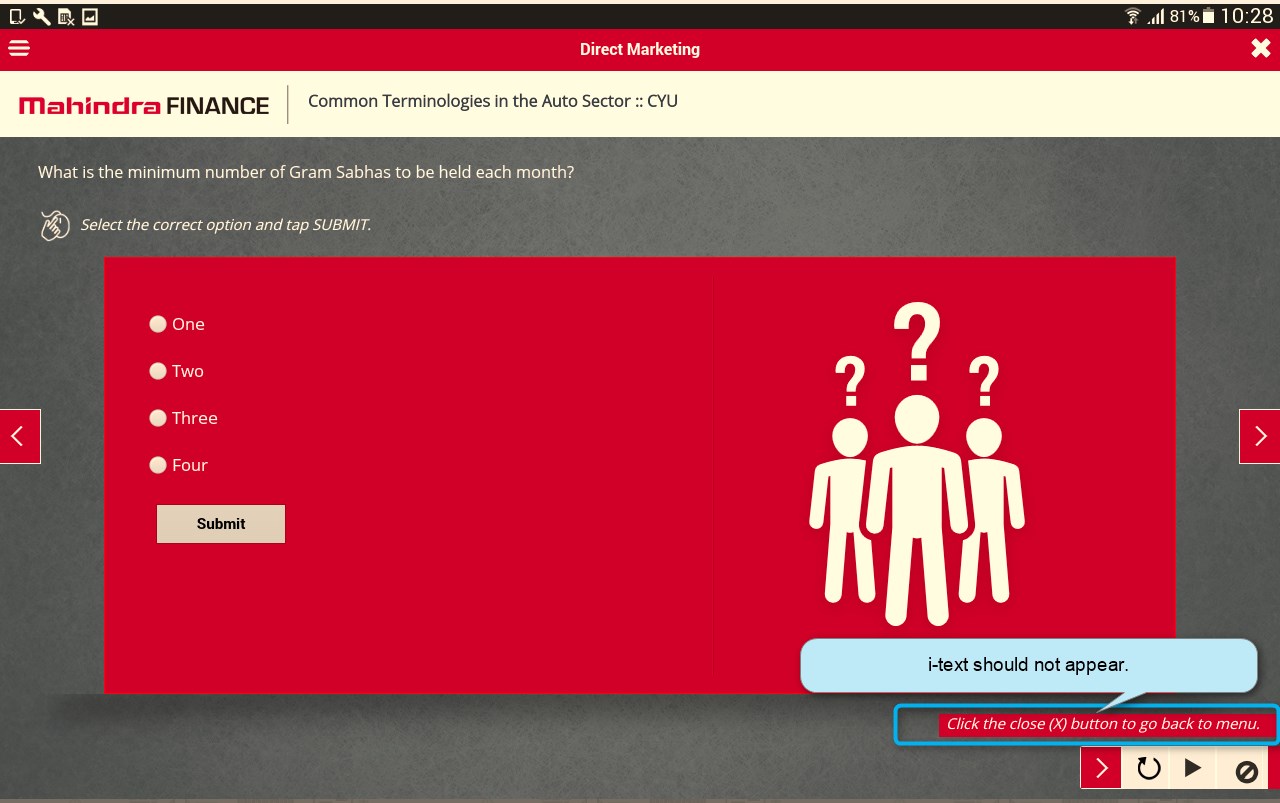 81% 10:28
Direct Marketing
Mahindra FINANCE
Common Terminologies in the Auto Sector :: CYU
What is the minimum number of Gram Sabhas to be held each month?
Select the correct option and tap SUBMIT.
One
Two
Three
Four
Submit
? ? ?
i-text should not appear.
Click the close (X) button to go back to menu.